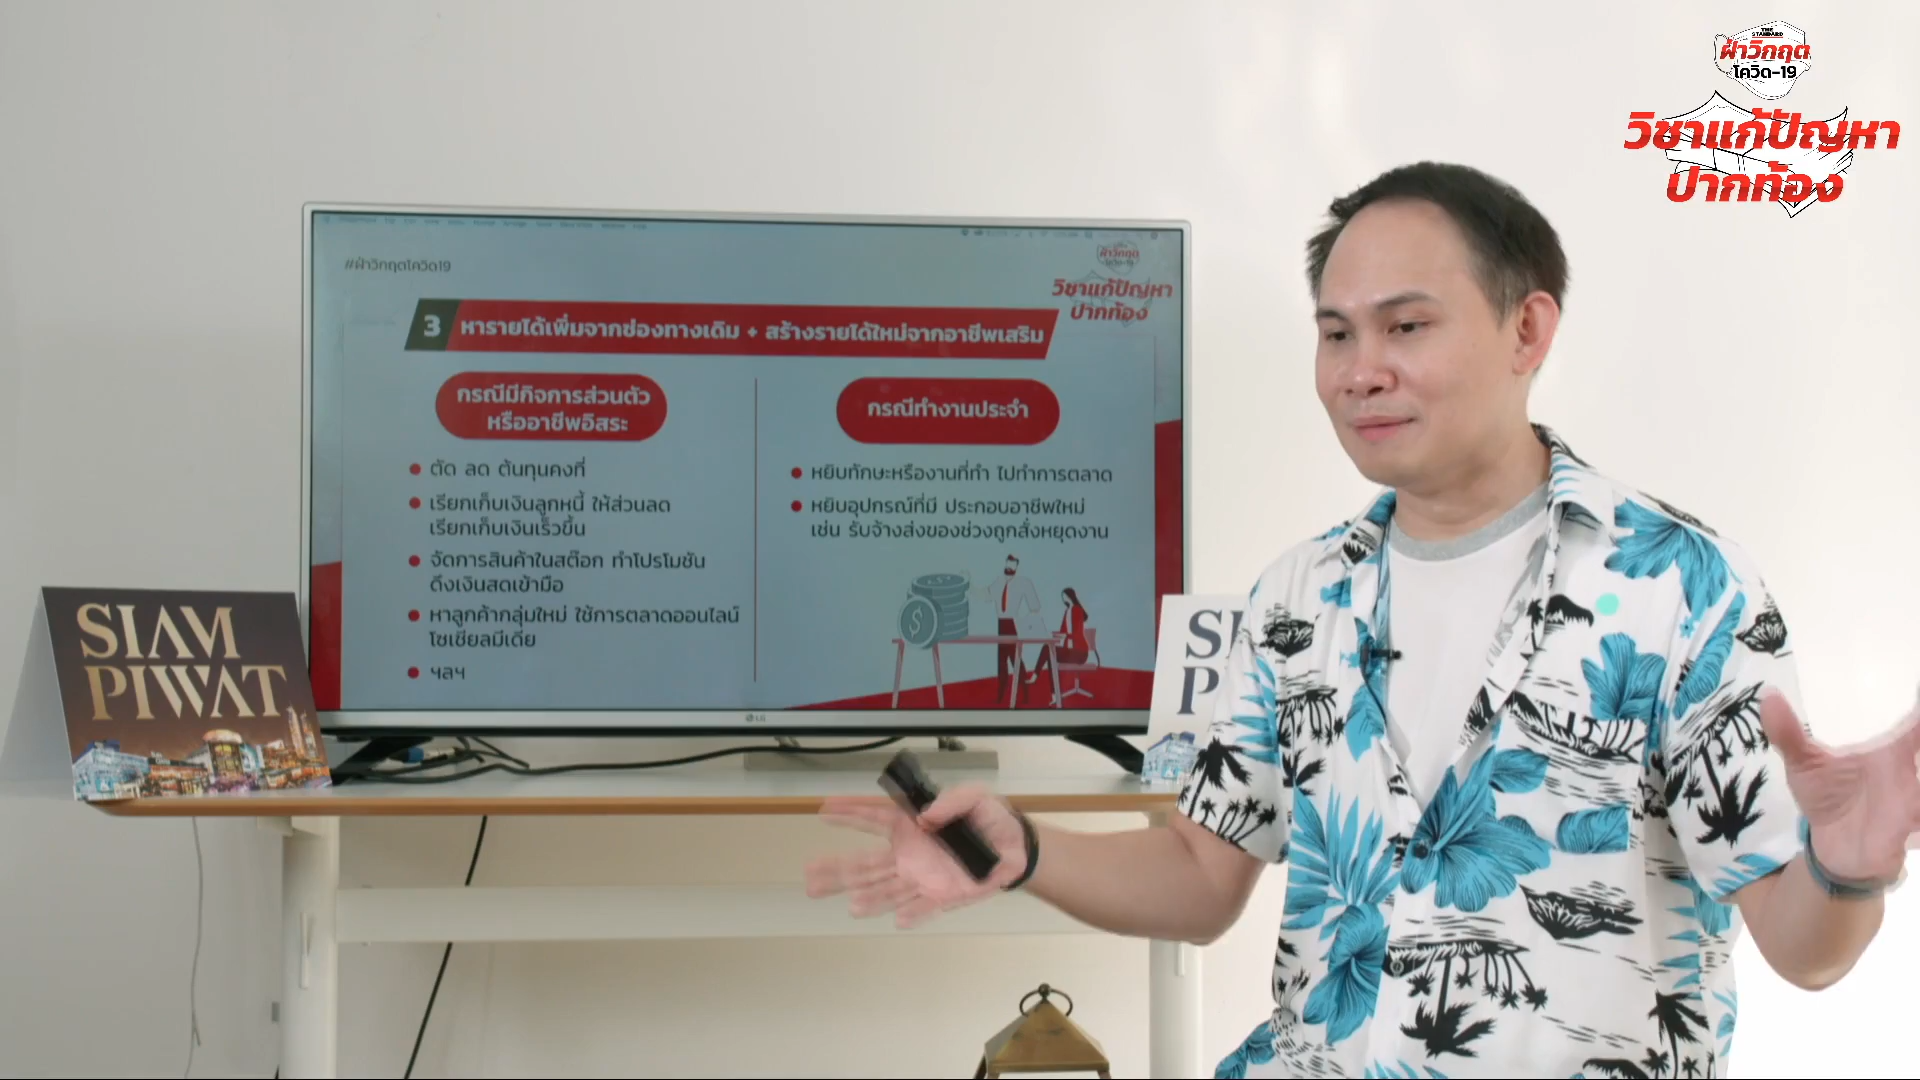 THE STANDARD
ฝ่าวิกฤต
โควิด-19
วิชาแก้ปัญหา
ปากท้อง
#ฝ่าวิกฤตโควิด19
ฝ่าวิกฤต
วิชาแก้ปัญหา
ปากท้อง
3 หารายได้เพิ่มจากช่องทางเดิม + สร้างรายได้ใหม่จากอาชีพเสริม
กรณีมีกิจการส่วนตัว
หรืออาชีพอิสระ
ตัด ลด ต้นทุนคงที่
เรียกเก็บเงินลูกหนี้ ให้ส่วนลด
เรียกเก็บเงินเร็วขึ้น
จัดการสินค้าในสต๊อก ทำโปรโมชัน
ดึงเงินสดเข้ามือ
หาลูกค้ากลุ่มใหม่ ใช้การตลาดออนไลน์
โซเชียลมีเดีย
ฯลฯ
กรณีทำงานประจำ
หยิบทักษะหรืองานที่ทำ ไปทำการตลาด
หยิบอุปกรณ์ที่มี ประกอบอาชีพใหม่
เช่น รับจ้างส่งของช่วงถูกสั่งหยุดงาน
LG
SIAM
PIWAT
SI
P